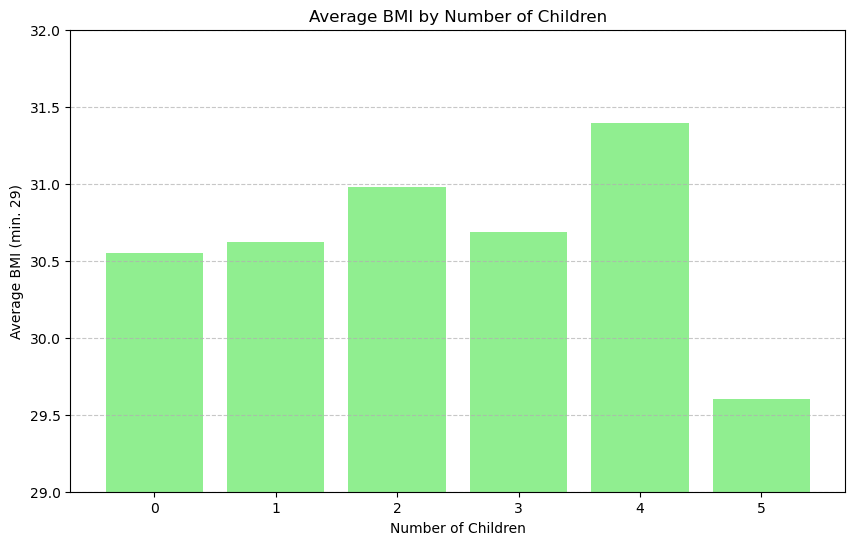 Average BMI by Number of Children
32.0
31.5
31.0
30.5
30.0
29.5
29.0
Average BMI (min. 29)
0 1 2 3 4 5
Number of Children